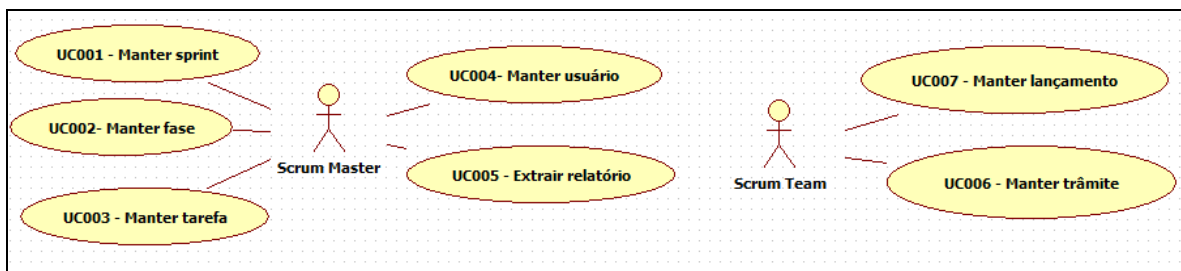 UC001 - Manter sprint
UC002- Manter fase
UC003 - Manter tarefa
Scrum Master
UC004- Manter usuário
UC005 - Extrair relatório
Scrum Team
UC007 - Manter lançamento
UC006 - Manter trâmite